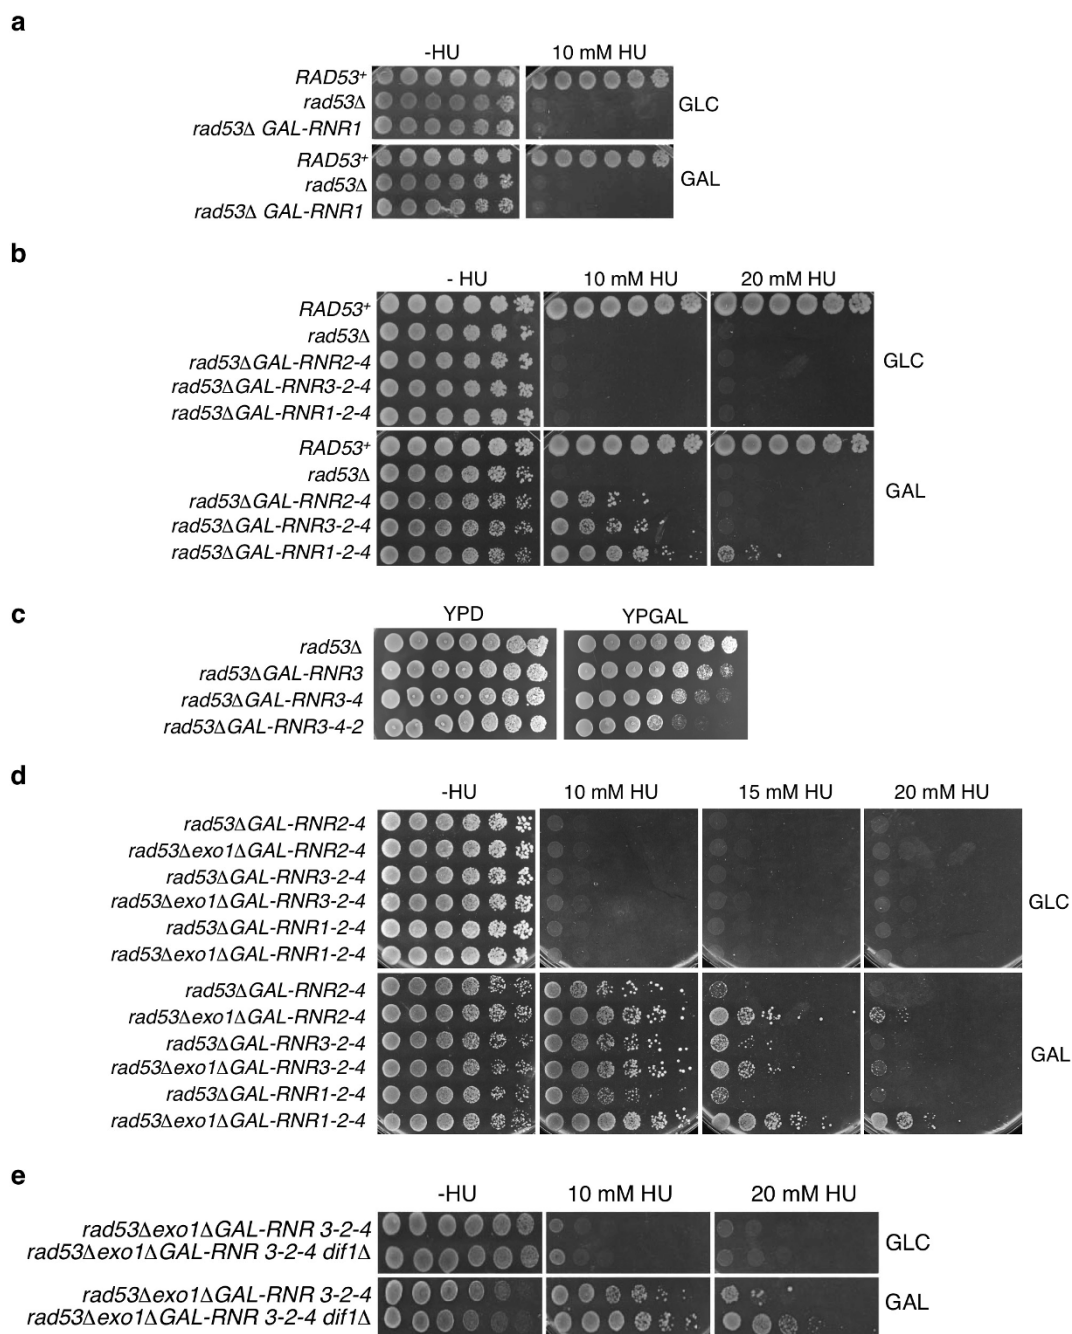 a
-HU 10 mM HU
RAD53+
rad53Δ
rad53Δ GAL-RNR1
GLC
RAD53+
rad53Δ
rad53Δ GAL-RNR1
GAL
b
- HU 10 mM HU 20 mM HU
RAD53+
rad53Δ
rad53ΔGAL-RNR2-4
rad53ΔGAL-RNR3-2-4
rad53ΔGAL-RNR1-2-4
GLC
RAD53+
rad53Δ
rad53ΔGAL-RNR2-4
rad53ΔGAL-RNR3-2-4
rad53ΔGAL-RNR1-2-4
GAL
c
YPD YPGAL
rad53Δ
rad53ΔGAL-RNR3
rad53ΔGAL-RNR3-4
rad53ΔGAL-RNR3-4-2
d
-HU 10 mM HU 15 mM HU 20 mM HU
rad53ΔGAL-RNR2-4
rad53Δexo1ΔGAL-RNR2-4
rad53ΔGAL-RNR3-2-4
rad53Δexo1ΔGAL-RNR3-2-4
rad53ΔGAL-RNR1-2-4
rad53Δexo1ΔGAL-RNR1-2-4
GLC
rad53ΔGAL-RNR2-4
rad53Δexo1ΔGAL-RNR2-4
rad53ΔGAL-RNR3-2-4
rad53Δexo1ΔGAL-RNR3-2-4
rad53ΔGAL-RNR1-2-4
rad53Δexo1ΔGAL-RNR1-2-4
GAL
e
-HU 10 mM HU 20 mM HU
rad53Δexo1ΔGAL-RNR 3-2-4
rad53Δexo1ΔGAL-RNR 3-2-4 dif1Δ
GLC
rad53Δexo1ΔGAL-RNR 3-2-4
rad53Δexo1ΔGAL-RNR 3-2-4 dif1Δ
GAL